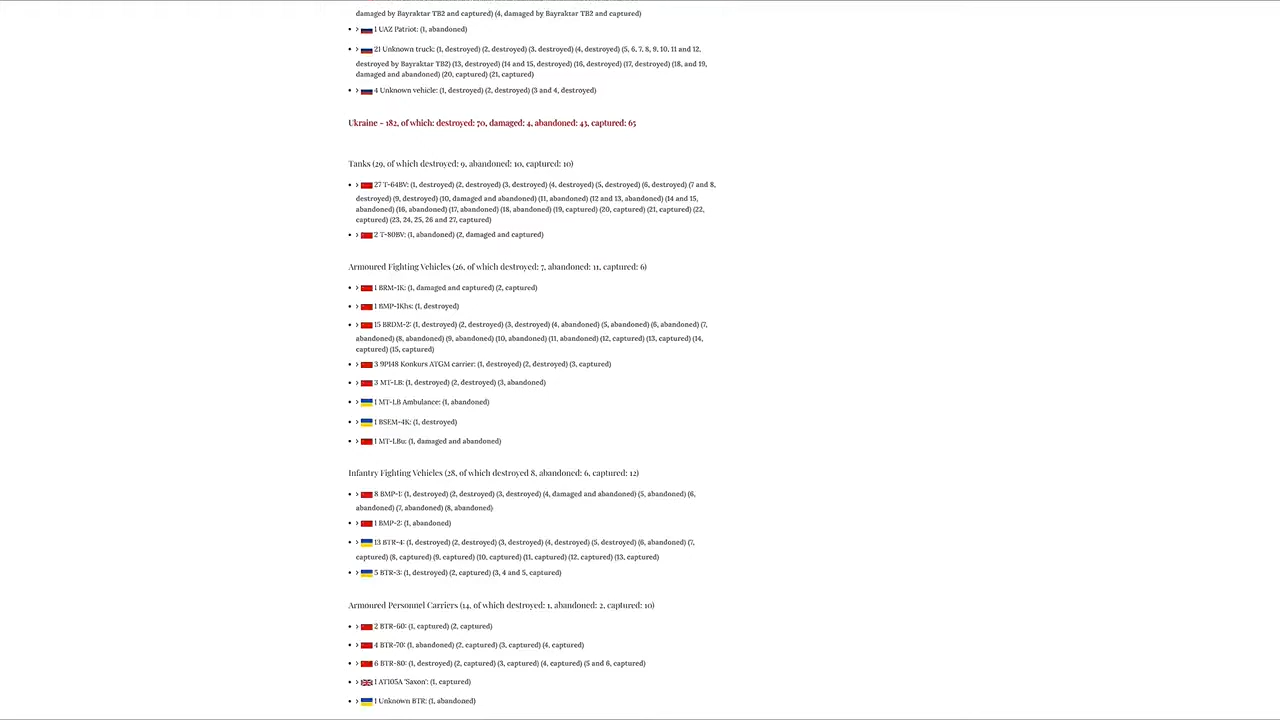 damaged by Bayraktar TB2 and captured) (4, damaged by Bayraktar TB2 and captured)
• > 1 UAZ Patriot: (1, abandoned)
• > 21 Unknown truck: (1, destroyed) (2, destroyed) (3, destroyed) (4, destroyed) (5, 6, 7, 8, 9, 10, 11 and 12,
destroyed by Bayraktar TB2) (13, destroyed) (14 and 15, destroyed) (16, destroyed) (17, destroyed) (18, and 19,
damaged and abandoned) (20, captured) (21, captured)
• > 4 Unknown vehicle: (1, destroyed) (2, destroyed) (3 and 4, destroyed)
Ukraine - 182, of which: destroyed: 70, damaged: 4, abandoned: 43, captured: 65
Tanks (29, of which destroyed: 9, abandoned: 10, captured: 10)
• > 27 T-64BV: (1, destroyed) (2, destroyed) (3, destroyed) (4, destroyed) (5, destroyed) (6, destroyed) (7 and 8,
destroyed) (9, destroyed) (10, damaged and abandoned) (11, abandoned) (12 and 13, abandoned) (14 and 15,
abandoned) (16, abandoned) (17, abandoned) (18, abandoned) (19, captured) (20, captured) (21, captured) (22,
captured) (23, 24, 25, 26 and 27, captured)
• > 2 T-80BV: (1, abandoned) (2, damaged and captured)
Armoured Fighting Vehicles (26, of which destroyed: 7, abandoned: 11, captured: 6)
• > 1 BRM-1K: (1, damaged and captured) (2, captured)
• > 1 BMP-1Khs: (1, destroyed)
• > 15 BRDM-2: (1, destroyed) (2, destroyed) (3, destroyed) (4, abandoned) (5, abandoned) (6, abandoned) (7,
abandoned) (8, abandoned) (9, abandoned) (10, abandoned) (11, abandoned) (12, captured) (13, captured) (14,
captured) (15, captured)
• > 3 9P148 Konkurs ATGM carrier: (1, destroyed) (2, destroyed) (3, captured)
• > 3 MT-LB: (1, destroyed) (2, destroyed) (3, abandoned)
• > 1 MT-LB Ambulance: (1, abandoned)
• > 1 BSEM-4K: (1, destroyed)
• > 1 MT-LBu: (1, damaged and abandoned)
Infantry Fighting Vehicles (28, of which destroyed 8, abandoned: 6, captured: 12)
• > 8 BMP-1: (1, destroyed) (2, destroyed) (3, destroyed) (4, damaged and abandoned) (5, abandoned) (6,
abandoned) (7, abandoned) (8, abandoned)
• > 1 BMP-2: (1, abandoned)
• > 13 BTR-4: (1, destroyed) (2, destroyed) (3, destroyed) (4, destroyed) (5, destroyed) (6, abandoned) (7,
captured) (8, captured) (9, captured) (10, captured) (11, captured) (12, captured) (13, captured)
• > 5 BTR-3: (1, destroyed) (2, captured) (3, 4 and 5, captured)
Armoured Personnel Carriers (14, of which destroyed: 1, abandoned: 2, captured: 10)
• > 2 BTR-60: (1, captured) (2, captured)
• > 4 BTR-70: (1, abandoned) (2, captured) (3, captured) (4, captured)
• > 6 BTR-80: (1, destroyed) (2, captured) (3, captured) (4, captured) (5 and 6, captured)
• > 1 AT105A 'Saxon': (1, captured)
• > 1 Unknown BTR: (1, abandoned)